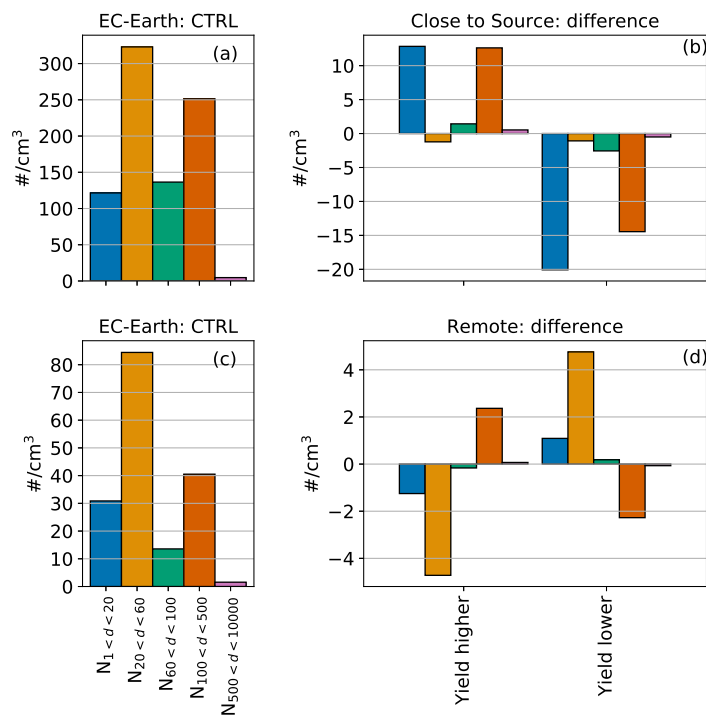 EC-Earth: CTRL
(a)
#/cm³
300
250
200
150
100
50
0
Close to Source: difference
(b)
#/cm³
10
5
0
−5
−10
−15
−20
EC-Earth: CTRL
(c)
#/cm³
80
70
60
50
40
30
20
10
0
N₁ < d < 20
N₂₀ < d < 60
N₆₀ < d < 100
N₁₀₀ < d < 500
N₅₀₀ < d < 10000
Remote: difference
(d)
#/cm³
4
2
0
−2
−4
Yield higher
Yield lower